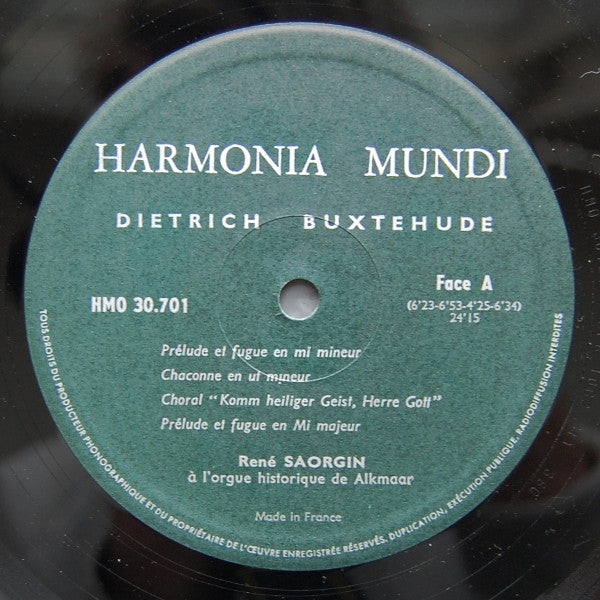 HARMONIA MUNDI
DIETRICH BUXTEHUDE
HMO 30.701
Face A
(6'23-6'53-4'25-6'34)
24'15
Prélude et fugue en mi mineur
Chaconne en ut mineur
Choral "Komm heiliger Geist, Herre Gott"
Prélude et fugue en Mi majeur
René SAORGIN
à l'orgue historique de Alkmaar
Made in France
TOUS DROITS DU PRODUCTEUR PHONOGRAPHIQUE ET DU PROPRIÉTAIRE DE L'ŒUVRE ENREGISTRÉE RÉSERVÉS. DUPLICATION, EXÉCUTION PUBLIQUE, RADIODIFFUSION INTERDITES